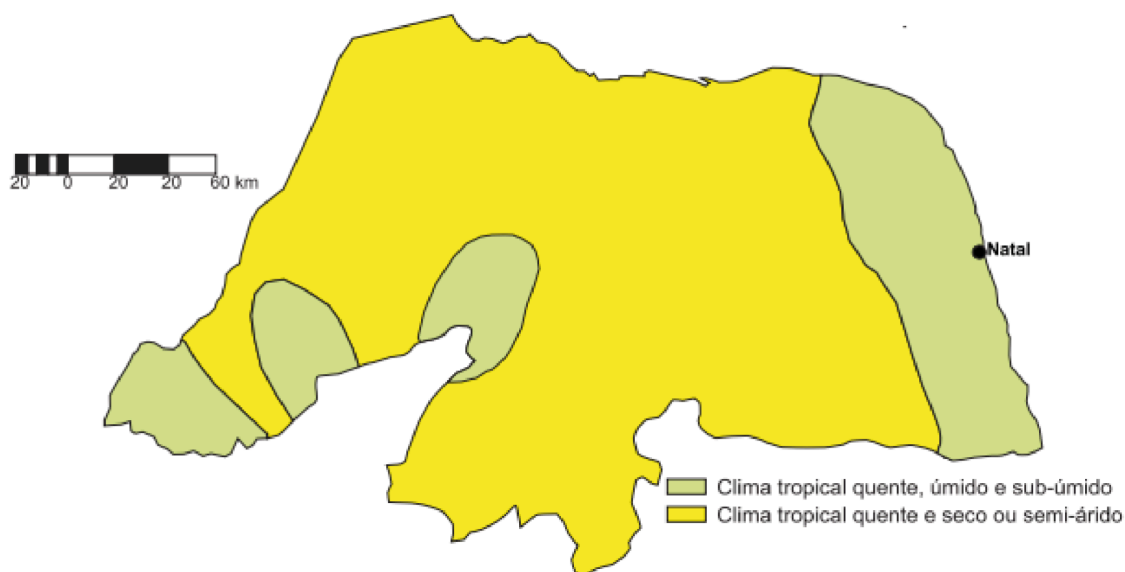 20 0 20 20 60 km
Natal
Clima tropical quente, úmido e sub-úmido
Clima tropical quente e seco ou semi-árido